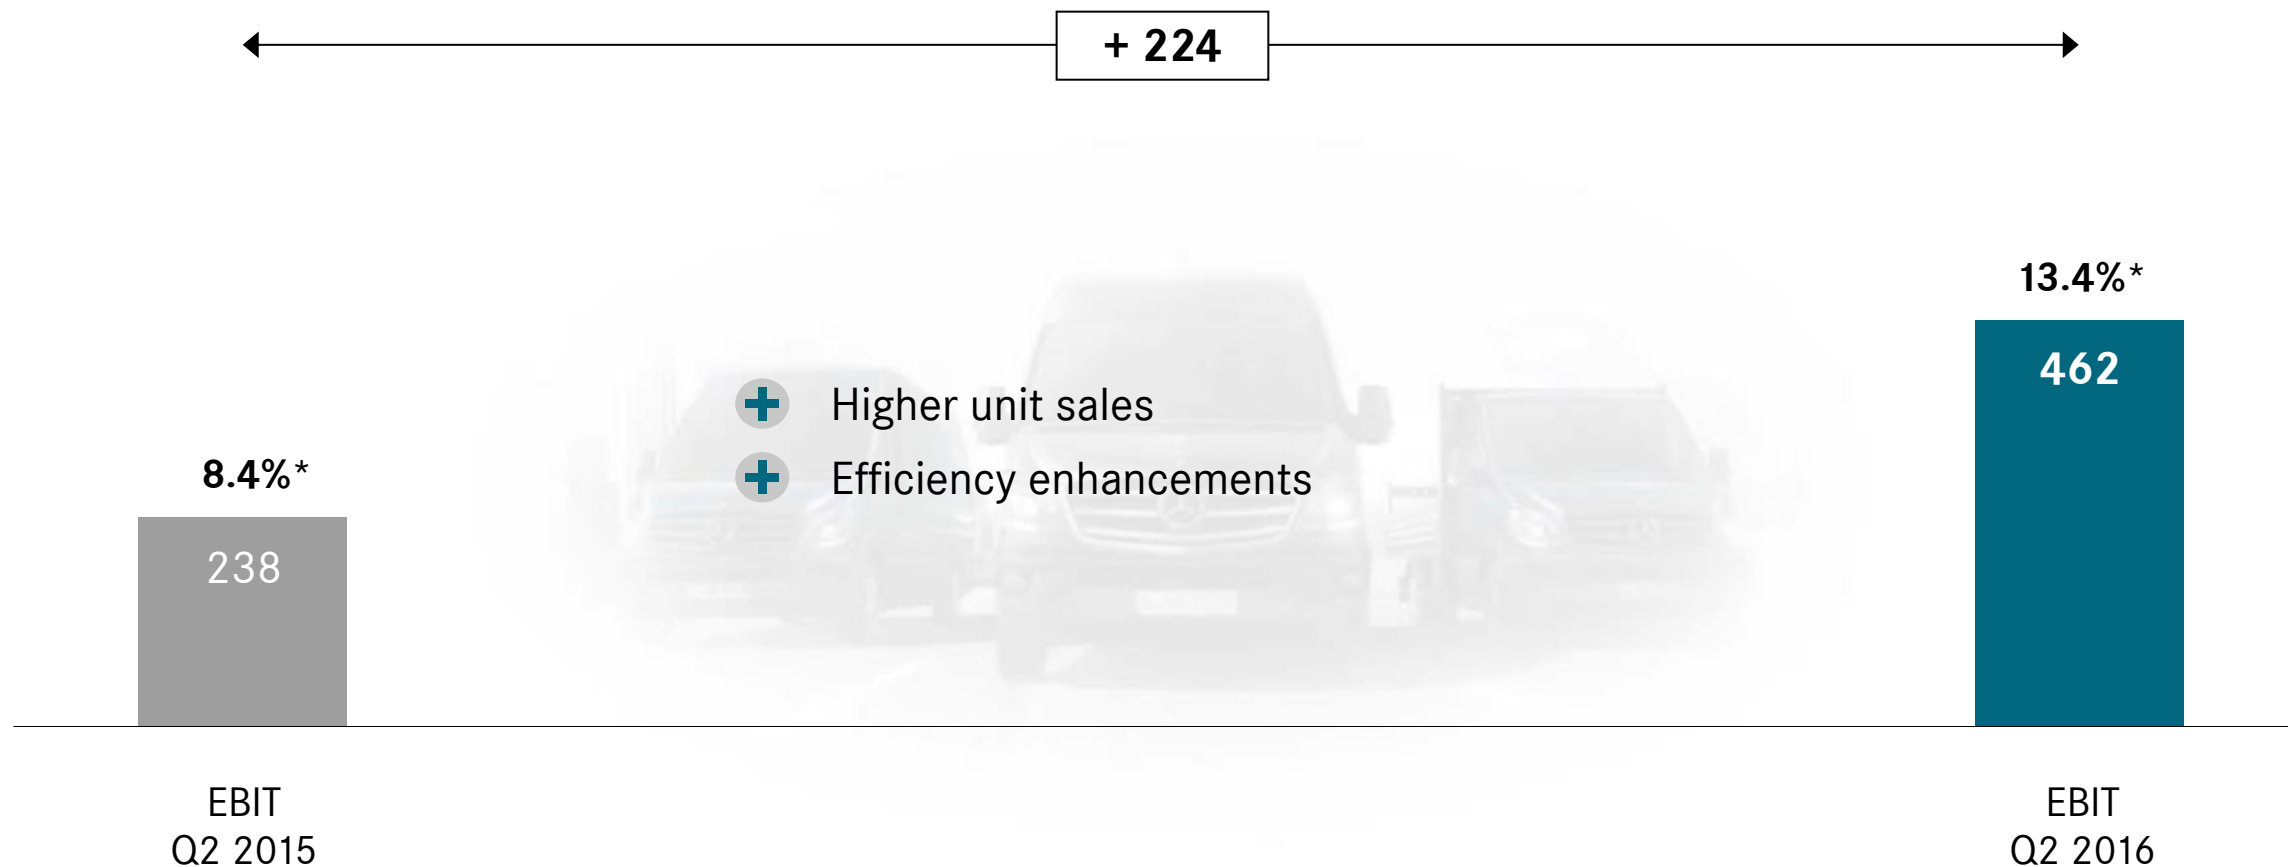 + 224
13.4%*
462
Higher unit sales
8.4%*
Efficiency enhancements
238
EBIT
Q2 2015
EBIT
Q2 2016